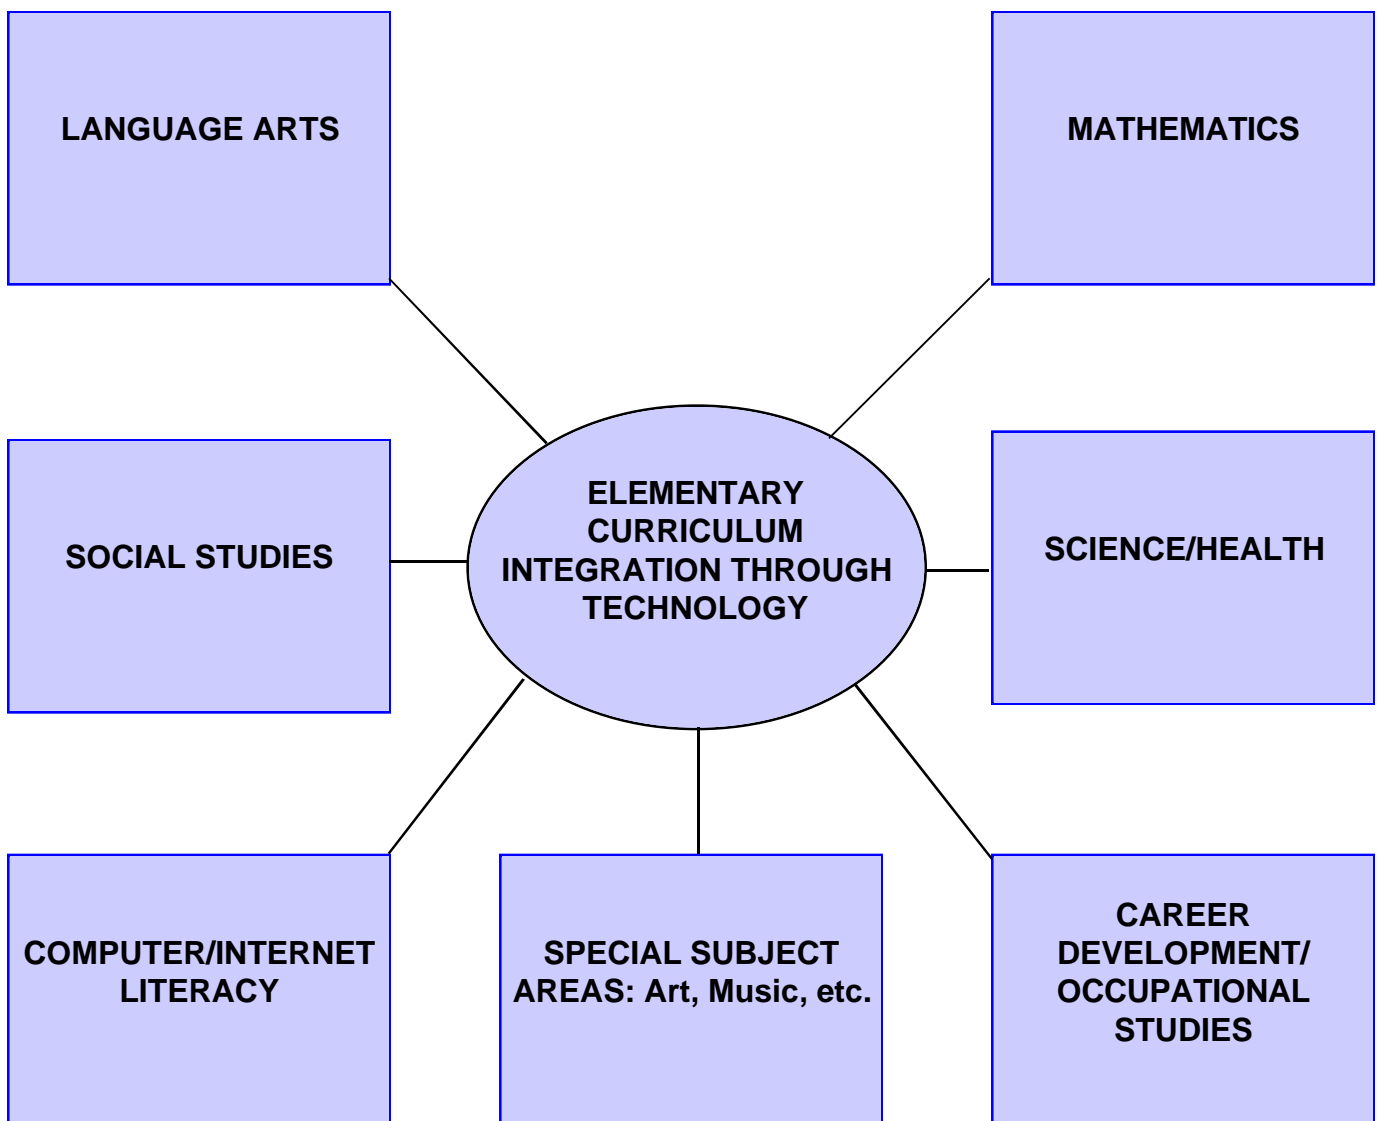 LANGUAGE ARTS
MATHEMATICS
ELEMENTARY
CURRICULUM
INTEGRATION THROUGH
TECHNOLOGY
SOCIAL STUDIES
SCIENCE/HEALTH
COMPUTER/INTERNET
LITERACY
SPECIAL SUBJECT
AREAS: Art, Music, etc.
CAREER
DEVELOPMENT/
OCCUPATIONAL
STUDIES